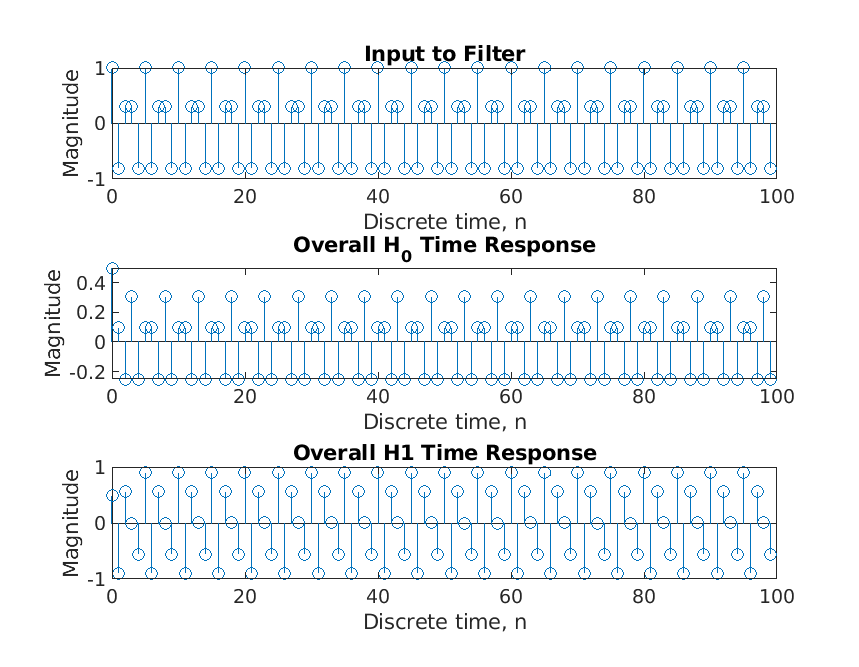 Input to Filter
Magnitude
1
0
-1
0 20 40 60 80 100
Discrete time, n
Overall H0 Time Response
Magnitude
0.4
0.2
0
-0.2
0 20 40 60 80 100
Discrete time, n
Overall H1 Time Response
Magnitude
1
0
-1
0 20 40 60 80 100
Discrete time, n